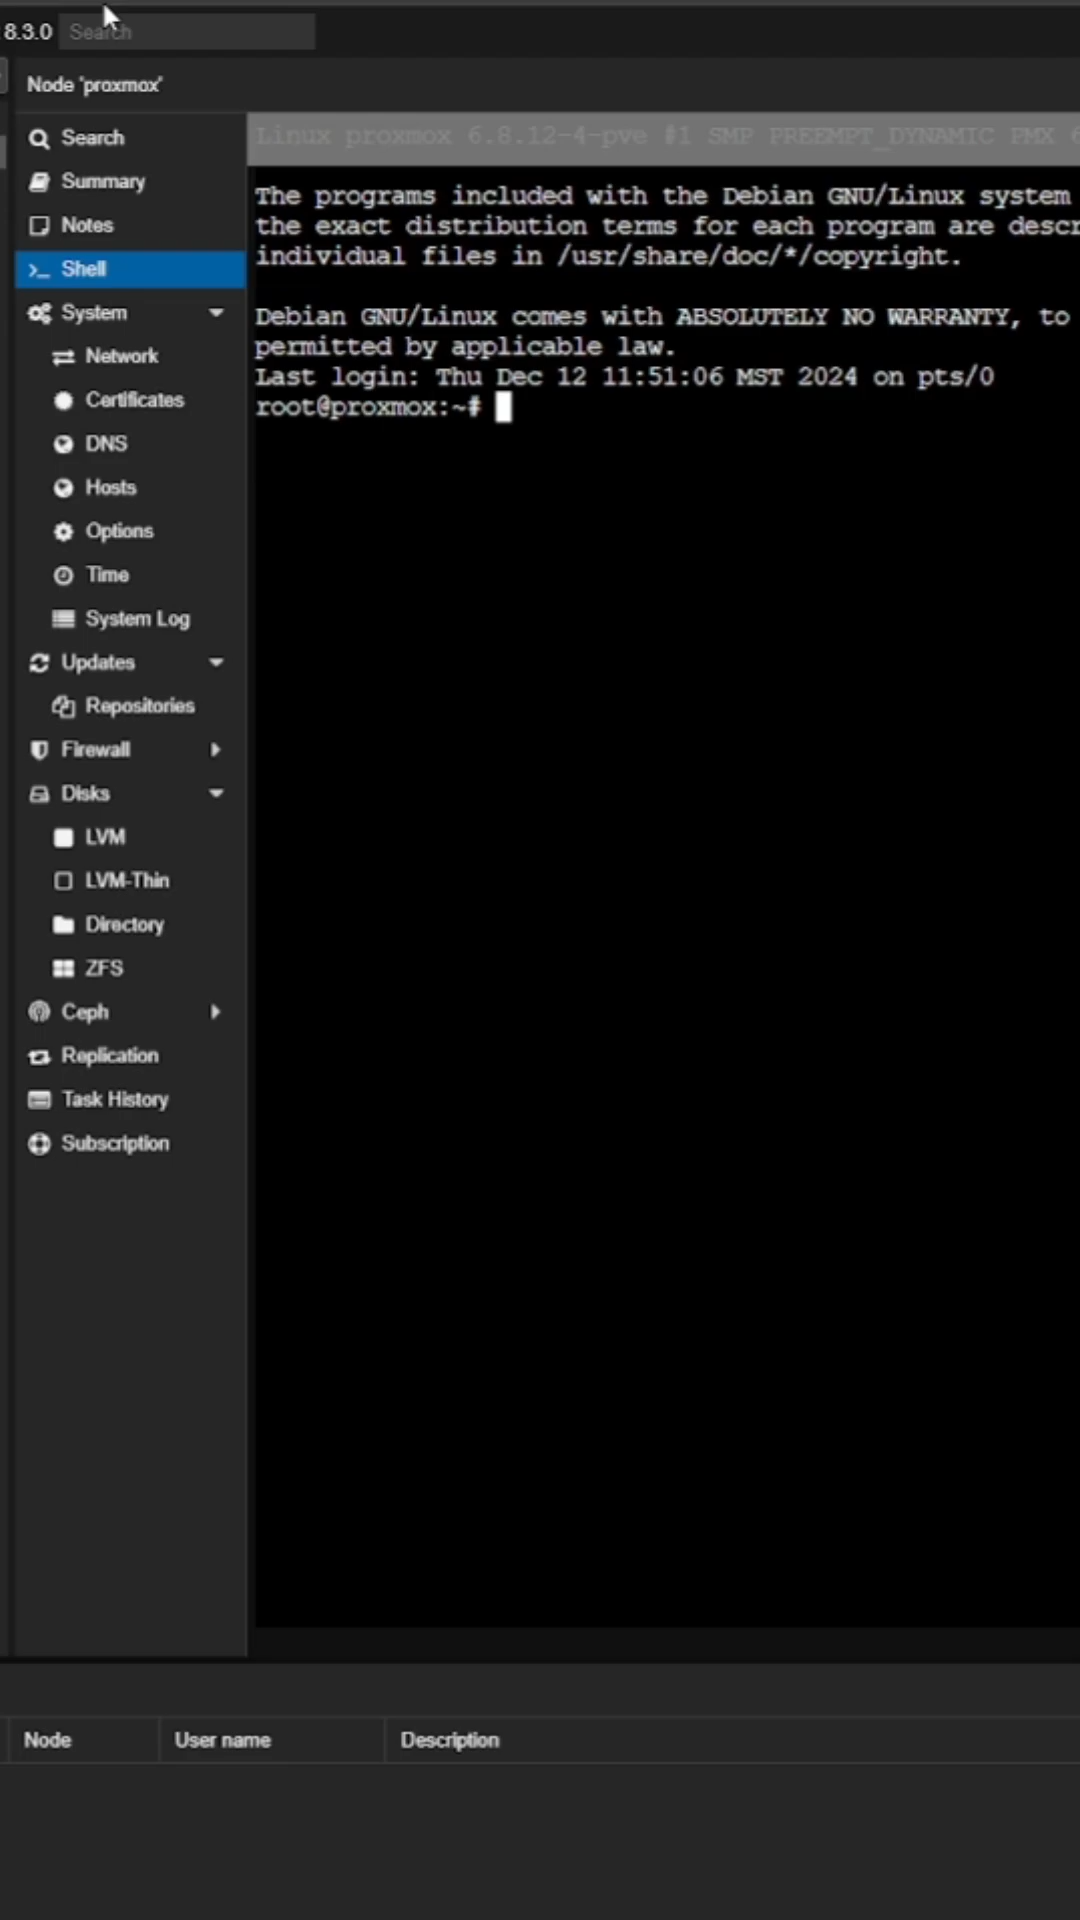 8.3.0
Search
Node 'proxmox'
Search
Summary
Notes
Shell
System
Network
Certificates
DNS
Hosts
Options
Time
System Log
Updates
Repositories
Firewall
Disks
LVM
LVM-Thin
Directory
ZFS
Ceph
Replication
Task History
Subscription
Linux proxmox 6.8.12-4-pve #1 SMP PREEMPT_DYNAMIC PMX 6
The programs included with the Debian GNU/Linux system
the exact distribution terms for each program are descr
individual files in /usr/share/doc/*/copyright.
Debian GNU/Linux comes with ABSOLUTELY NO WARRANTY, to
permitted by applicable law.
Last login: Thu Dec 12 11:51:06 MST 2024 on pts/0
root@proxmox:~#
Node
User name
Description